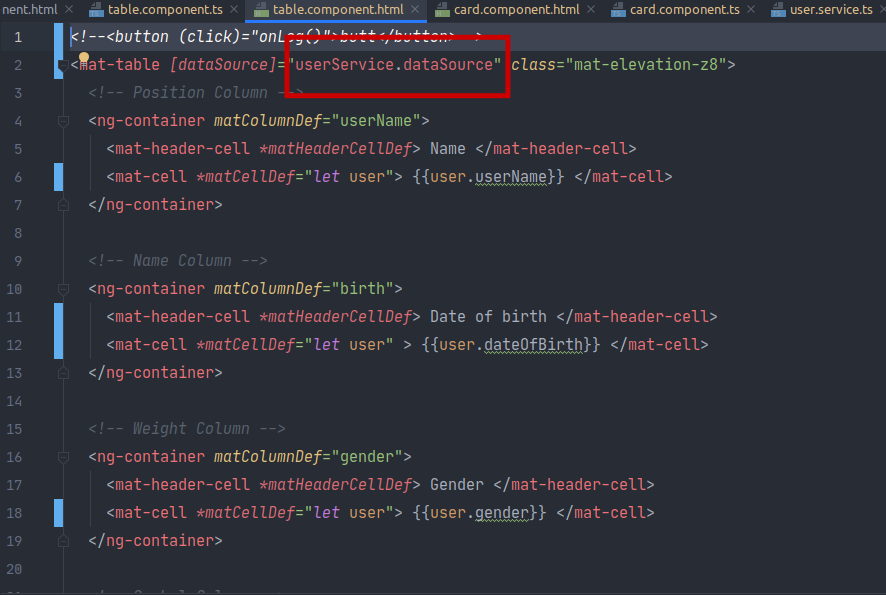 nent.html × table.component.ts × table.component.html × card.component.html × card.component.ts × user.service.ts ×
1 <!--<button (click)="onLog()">butt</button>-->
2 <mat-table [dataSource]="userService.dataSource" class="mat-elevation-z8">
3 <!-- Position Column -->
4 <ng-container matColumnDef="userName">
5 <mat-header-cell *matHeaderCellDef> Name </mat-header-cell>
6 <mat-cell *matCellDef="let user"> {{user.userName}} </mat-cell>
7 </ng-container>
8
9 <!-- Name Column -->
10 <ng-container matColumnDef="birth">
11 <mat-header-cell *matHeaderCellDef> Date of birth </mat-header-cell>
12 <mat-cell *matCellDef="let user" > {{user.dateOfBirth}} </mat-cell>
13 </ng-container>
14
15 <!-- Weight Column -->
16 <ng-container matColumnDef="gender">
17 <mat-header-cell *matHeaderCellDef> Gender </mat-header-cell>
18 <mat-cell *matCellDef="let user"> {{user.gender}} </mat-cell>
19 </ng-container>
20